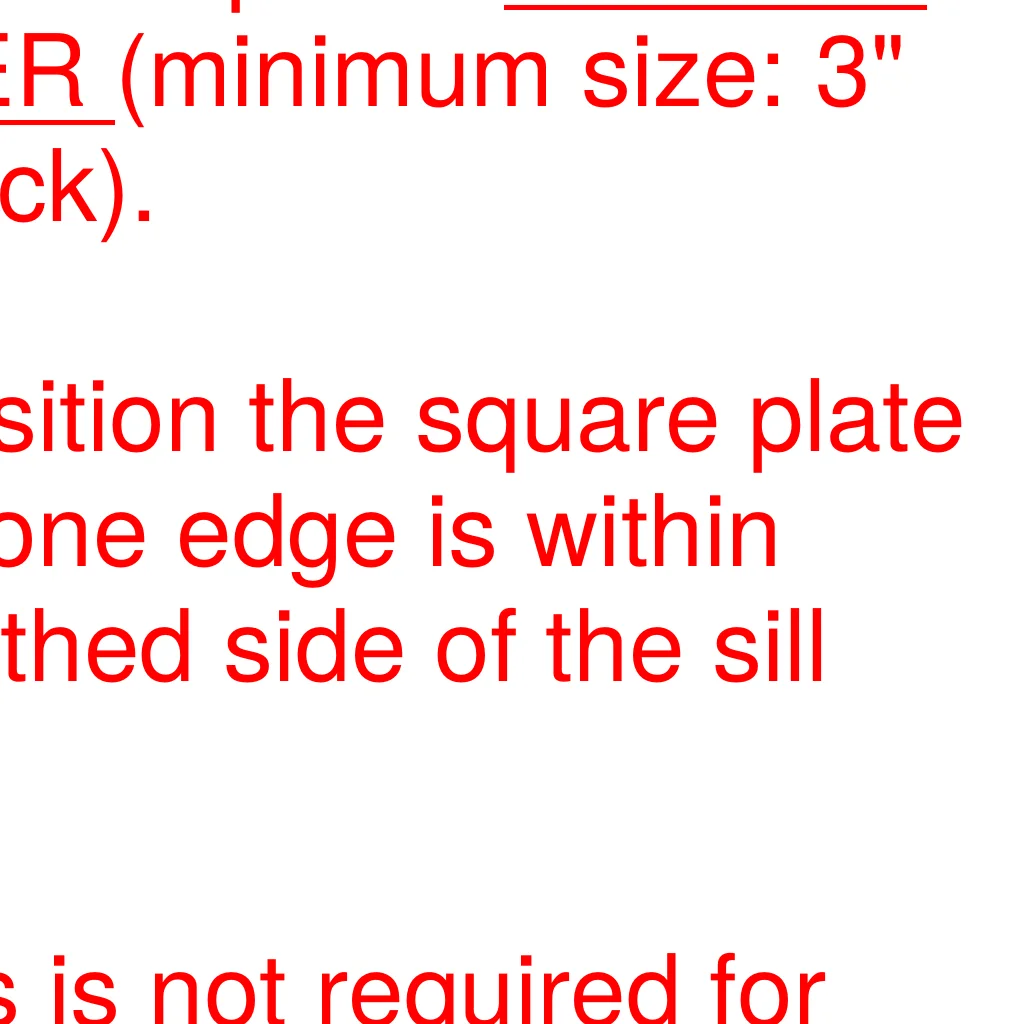 ER (minimum size: 3"
ck).
sition the square plate
one edge is within
thed side of the sill
s is not required for